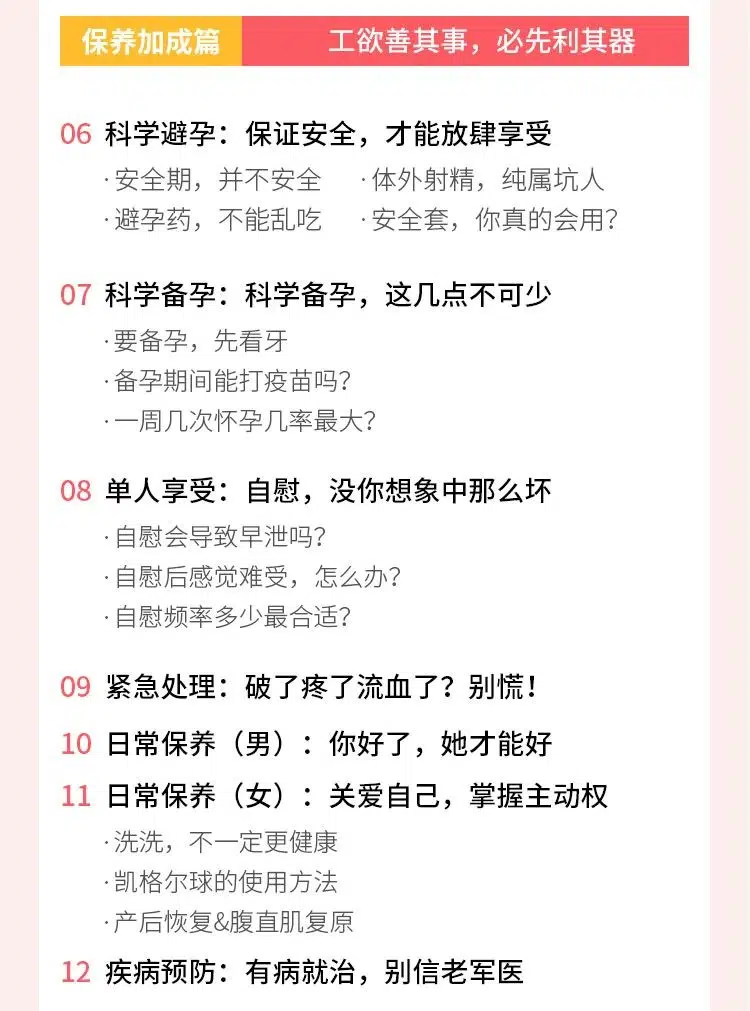 保养加成篇 工欲善其事，必先利其器
06 科学避孕：保证安全，才能放肆享受
·安全期，并不安全 ·体外射精，纯属坑人
·避孕药，不能乱吃 ·安全套，你真的会用？
07 科学备孕：科学备孕，这几点不可少
·要备孕，先看牙
·备孕期间能打疫苗吗？
·一周几次怀孕几率最大？
08 单人享受：自慰，没你想象中那么坏
·自慰会导致早泄吗？
·自慰后感觉难受，怎么办？
·自慰频率多少最合适？
09 紧急处理：破了疼了流血了？别慌！
10 日常保养（男）：你好了，她才能好
11 日常保养（女）：关爱自己，掌握主动权
·洗洗，不一定更健康
·凯格尔球的使用方法
·产后恢复&腹直肌复原
12 疾病预防：有病就治，别信老军医